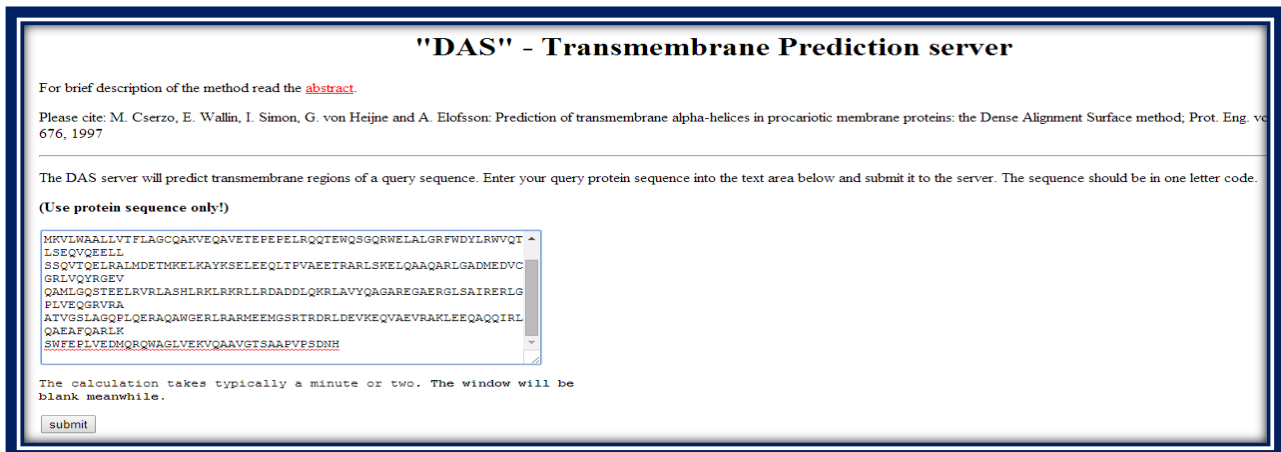 "DAS" - Transmembrane Prediction server
For brief description of the method read the abstract.
Please cite: M. Cserzo, E. Wallin, I. Simon, G. von Heijne and A. Elofsson: Prediction of transmembrane alpha-helices in procariotic membrane proteins: the Dense Alignment Surface method; Prot. Eng. vo
676, 1997
The DAS server will predict transmembrane regions of a query sequence. Enter your query protein sequence into the text area below and submit it to the server. The sequence should be in one letter code.
(Use protein sequence only!)
MKVLWAALLVTFLAGCQAKVEQAVETEPEPELRQQTEWQSGQRWELALGRFWDYLRWVQT
LSEQVQEELL
SSQVTQELRALMDETMKELKAYKSELEEQLTPVAEETRARLSKELQAAQARLGADMEDVC
GRLVQYRGEV
QAMLGQSTEELRVRLASHLRKLRKRLLRDADDLQKRLAVYQAGAREGAERGLSAIRERLG
PLVEQGRVRA
ATVGSLAGQPLQERAQAWGERLRARMEEMGSRTRDRLDEVKEQVAEVRAKLEEQAQQIRL
QAEAFQARLK
SWFEPLVEDMQRQWAGLVEKVQAAVGTSAAPVPSDNH
The calculation takes typically a minute or two. The window will be
blank meanwhile.
submit